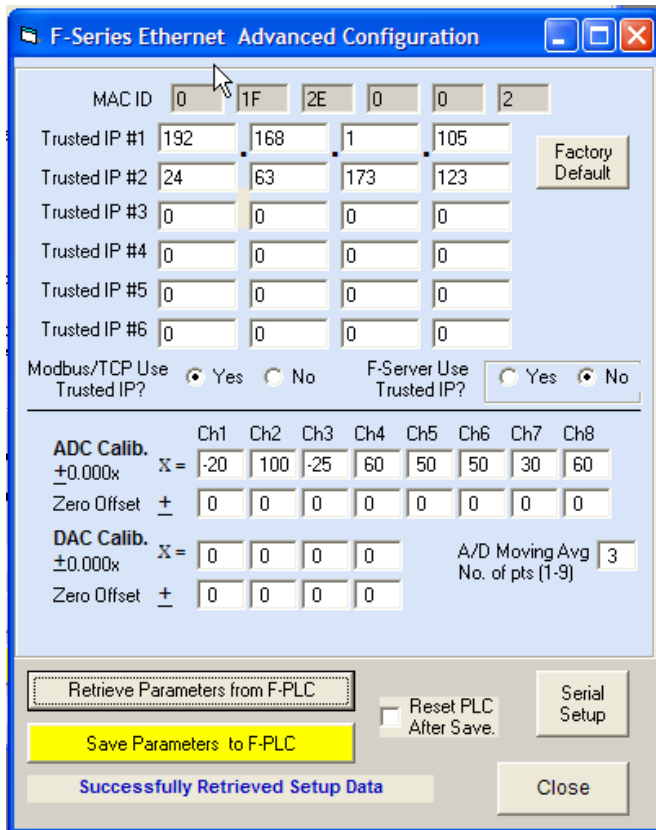 F-Series Ethernet Advanced Configuration
MAC ID 0 1F 2E 0 0 2
Trusted IP #1 192 . 168 . 1 . 105
Factory
Default
Trusted IP #2 24 63 173 123
Trusted IP #3 0 0 0 0
Trusted IP #4 0 0 0 0
Trusted IP #5 0 0 0 0
Trusted IP #6 0 0 0 0
Modbus/TCP Use
Trusted IP? Yes No
F-Server Use
Trusted IP? Yes No
Ch1 Ch2 Ch3 Ch4 Ch5 Ch6 Ch7 Ch8
ADC Calib.
±0.000x X = -20 100 -25 60 50 50 30 60
Zero Offset ± 0 0 0 0 0 0 0 0
DAC Calib.
±0.000x X = 0 0 0 0
A/D Moving Avg
No. of pts (1-9) 3
Zero Offset ± 0 0 0 0
Retrieve Parameters from F-PLC
Reset PLC
After Save.
Serial
Setup
Save Parameters to F-PLC
Successfully Retrieved Setup Data
Close